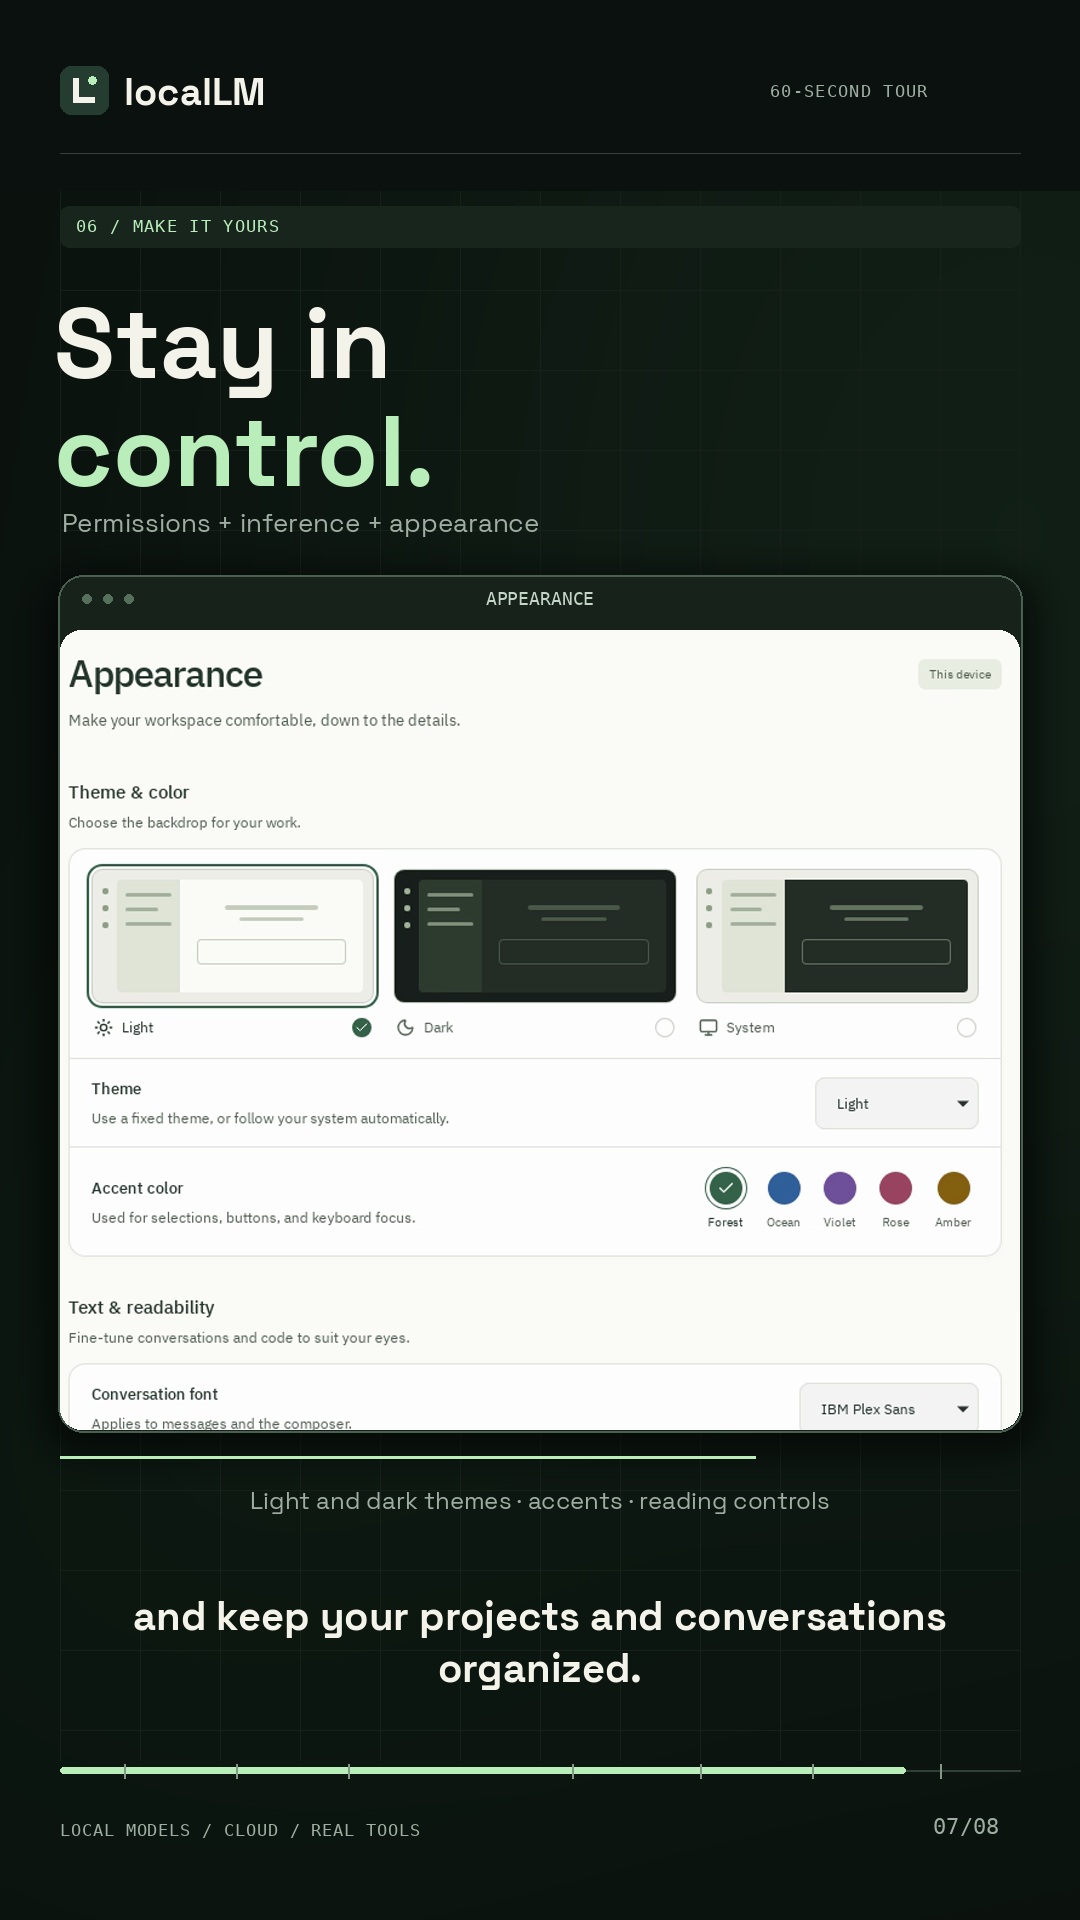 localLM
60-SECOND TOUR
06 / MAKE IT YOURS
Stay in
control.
Permissions + inference + appearance
APPEARANCE
Appearance
This device
Make your workspace comfortable, down to the details.
Theme & color
Choose the backdrop for your work.
Light
Dark
System
Theme
Use a fixed theme, or follow your system automatically.
Light
Accent color
Used for selections, buttons, and keyboard focus.
Forest
Ocean
Violet
Rose
Amber
Text & readability
Fine-tune conversations and code to suit your eyes.
Conversation font
Applies to messages and the composer.
IBM Plex Sans
Light and dark themes · accents · reading controls
and keep your projects and conversations
organized.
LOCAL MODELS / CLOUD / REAL TOOLS
07/08